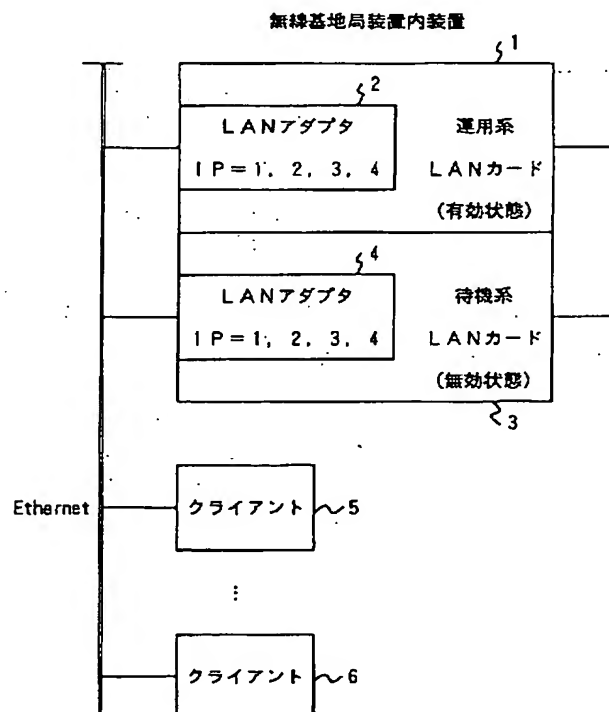 無線基地局装置内装置
1
2
LANアダプタ
IP=1, 2, 3, 4
運用系
LANカード
(有効状態)
4
LANアダプタ
IP=1, 2, 3, 4
待機系
LANカード
(無効状態)
3
Ethernet
クライアント
5
⋮
クライアント
6